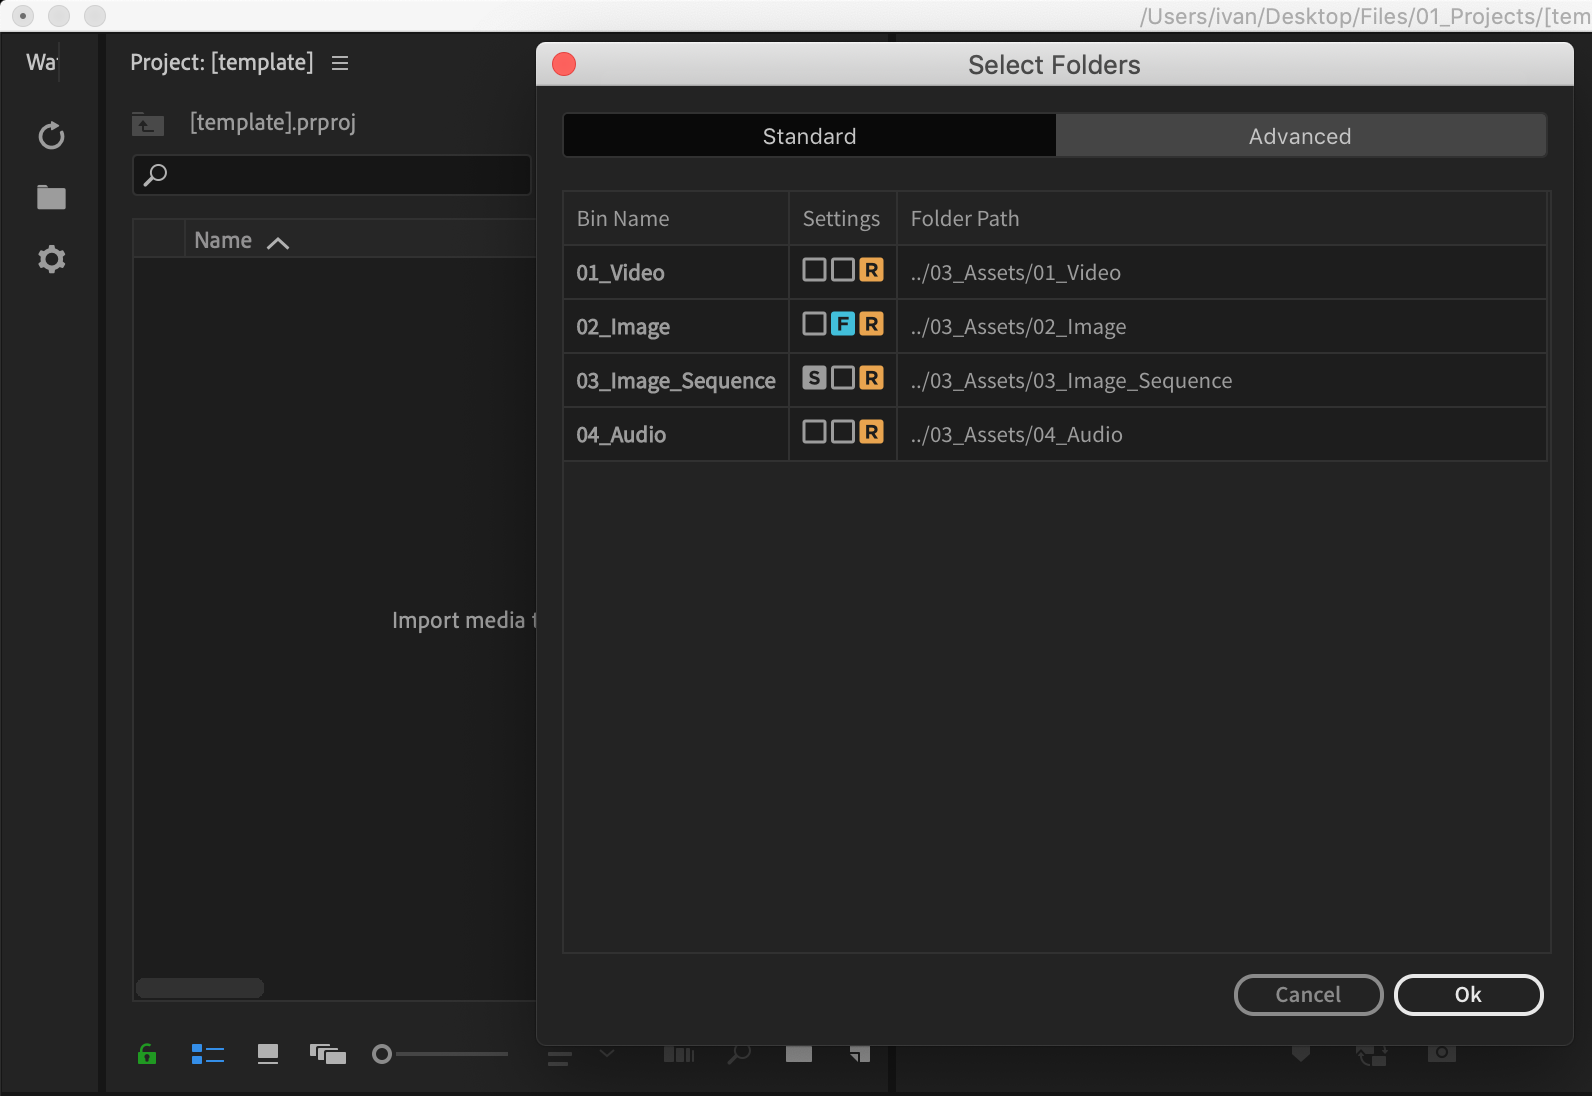 /Users/ivan/Desktop/Files/01_Projects/[tem
Project: [template]
[template].prproj
Name
Import media
Select Folders
Standard Advanced
Bin Name Settings Folder Path
01_Video R ../03_Assets/01_Video
02_Image F R ../03_Assets/02_Image
03_Image_Sequence S R ../03_Assets/03_Image_Sequence
04_Audio R ../03_Assets/04_Audio
Cancel Ok